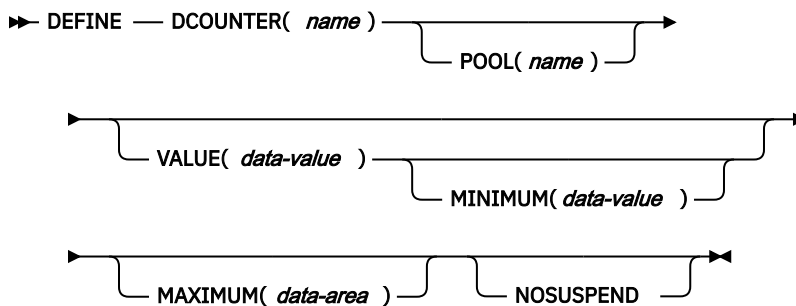 DEFINE DCOUNTER( name )
POOL( name )
VALUE( data-value )
MINIMUM( data-value )
MAXIMUM( data-area ) NOSUSPEND